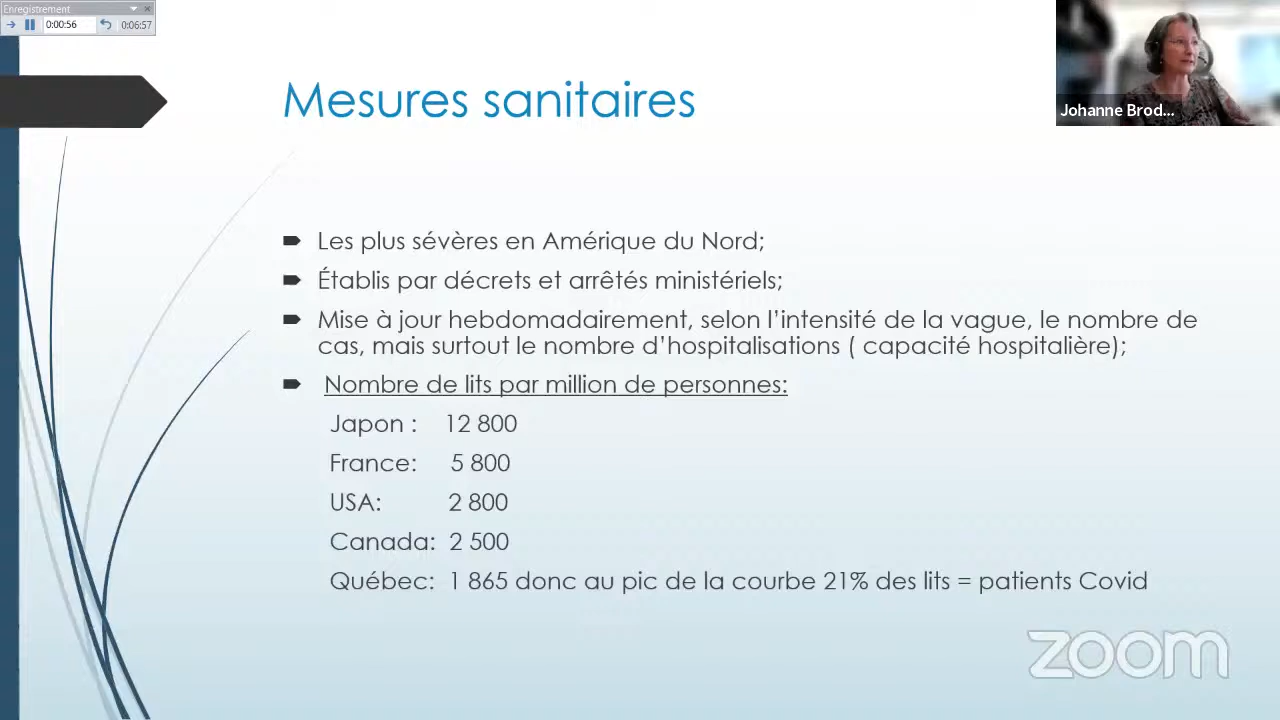 Enregistrement
0:00:56
0:06:57
Johanne Brod...
Mesures sanitaires
Les plus sévères en Amérique du Nord;
Établis par décrets et arrêtés ministériels;
Mise à jour hebdomadairement, selon l’intensité de la vague, le nombre de
cas, mais surtout le nombre d’hospitalisations ( capacité hospitalière);
Nombre de lits par million de personnes:
Japon : 12 800
France: 5 800
USA: 2 800
Canada: 2 500
Québec: 1 865 donc au pic de la courbe 21% des lits = patients Covid
zoom